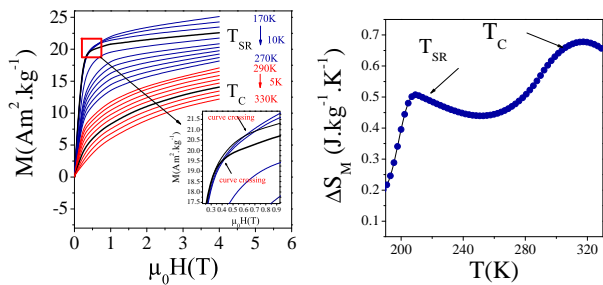 M(Am².kg⁻¹)
25
20
15
10
5
0
-5
0 1 2 3 4 5 6
μ₀H(T)
170K
10K
270K
290K
5K
330K
T_SR
T_C
M(Am².kg⁻¹)
22.0
21.5
21.0
20.5
20.0
19.5
19.0
18.5
18.0
17.5
curve crossing
curve crossing
0.3 0.4 0.5 0.6 0.7 0.8 0.9
μ₀H(T)
ΔS_M (J.kg⁻¹.K⁻¹)
0.7
0.6
0.5
0.4
0.3
0.2
0.1
200 240 280 320
T(K)
T_SR
T_C